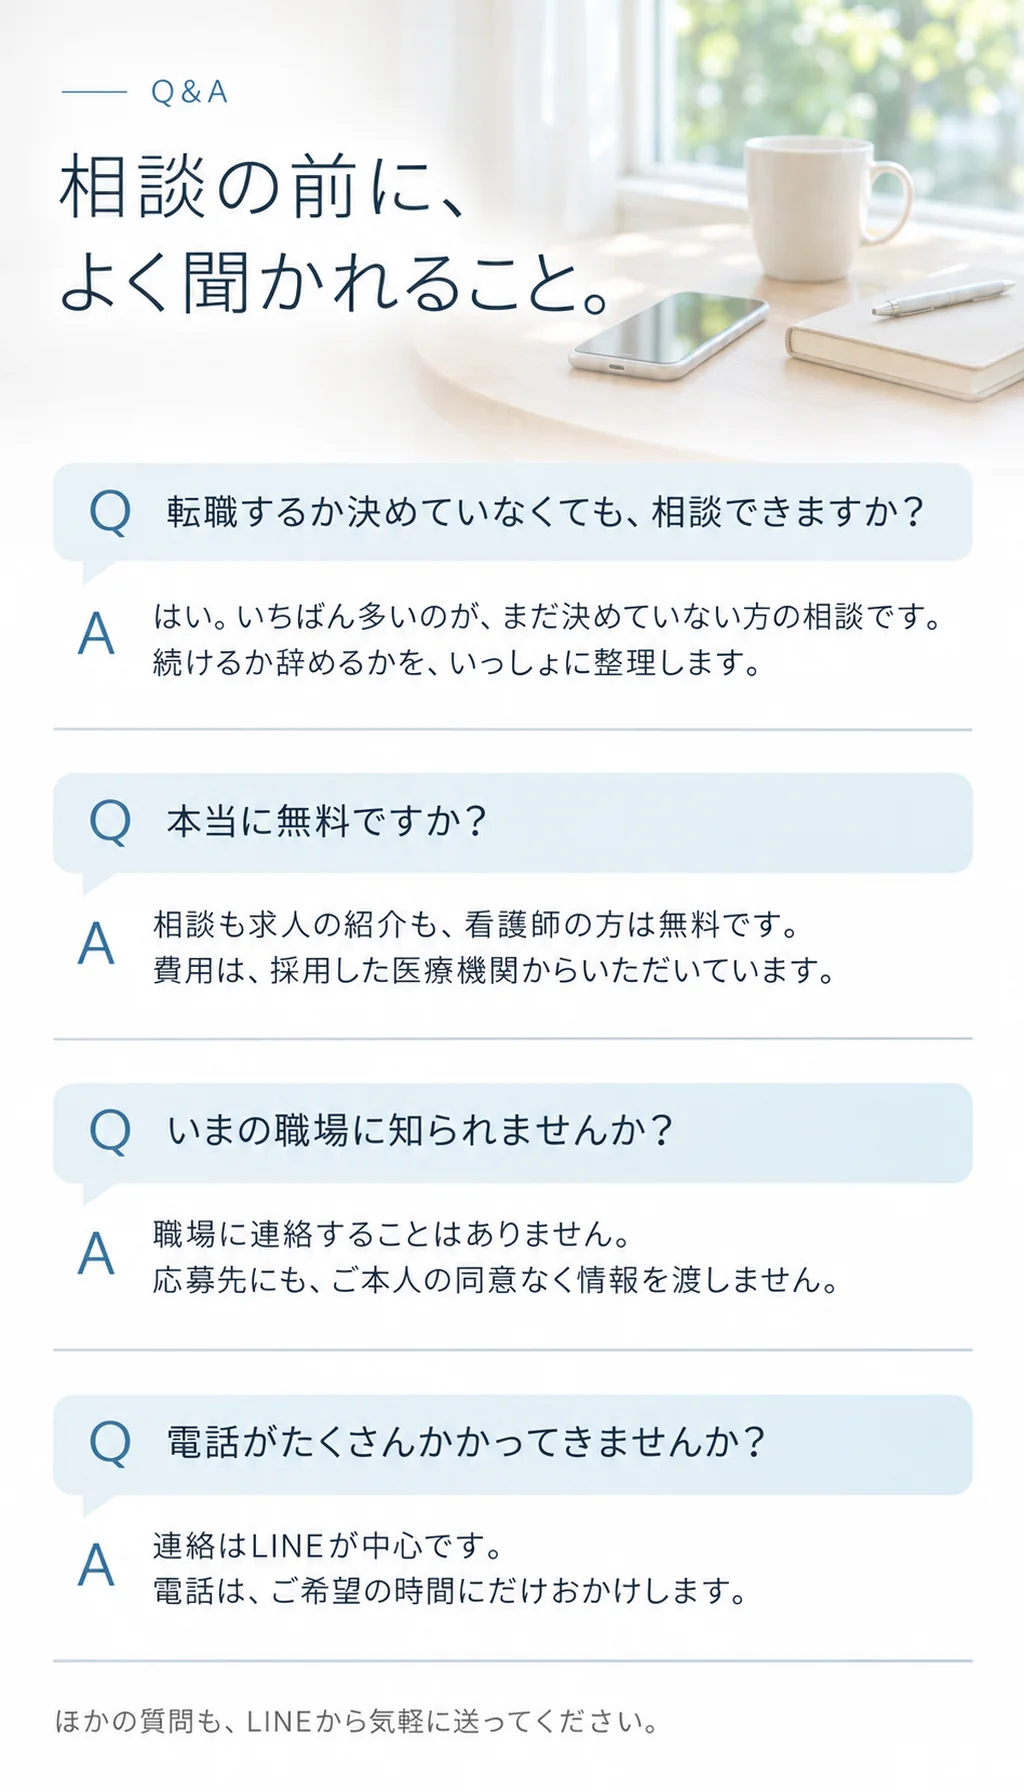 Q&A
相談の前に、
よく聞かれること。
Q 転職するか決めていなくても、相談できますか？
A はい。いちばん多いのが、まだ決めていない方の相談です。
続けるか辞めるかを、いっしょに整理します。
Q 本当に無料ですか？
A 相談も求人の紹介も、看護師の方は無料です。
費用は、採用した医療機関からいただいています。
Q いまの職場に知られませんか？
A 職場に連絡することはありません。
応募先にも、ご本人の同意なく情報を渡しません。
Q 電話がたくさんかかってきませんか？
A 連絡はLINEが中心です。
電話は、ご希望の時間にだけおかけします。
ほかの質問も、LINEから気軽に送ってください。